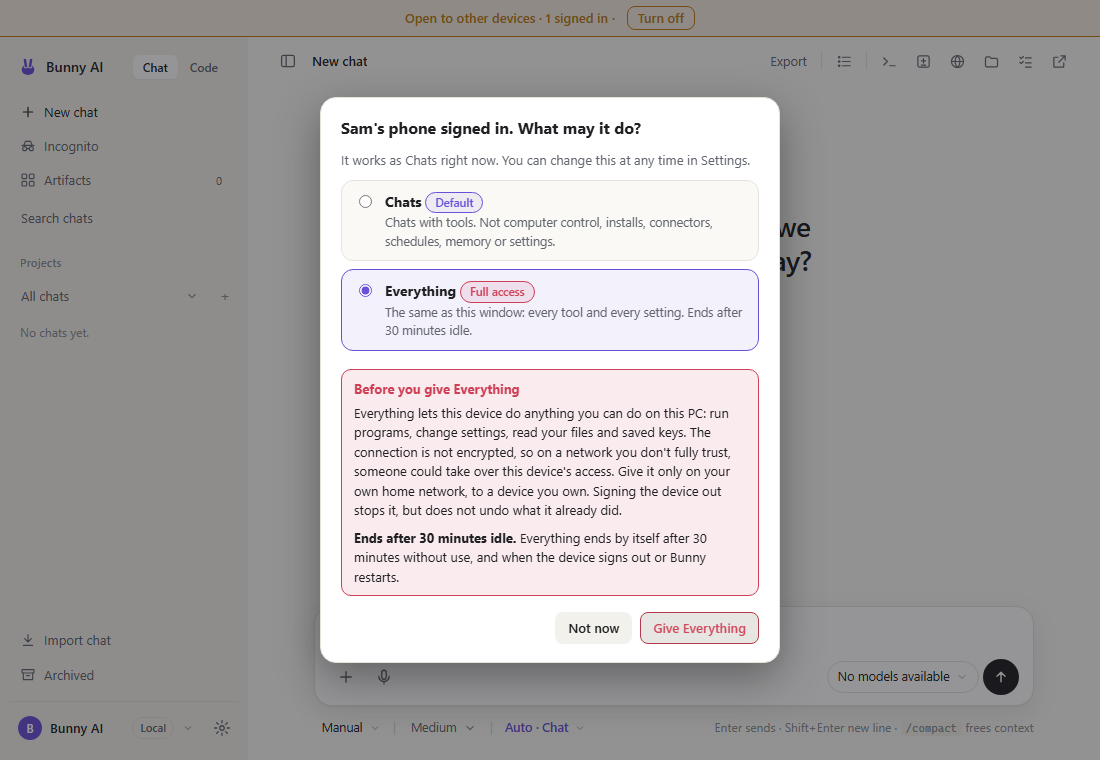 Open to other devices · 1 signed in · Turn off
Bunny AI Chat Code
New chat
Incognito
Artifacts 0
Search chats
Projects
All chats
No chats yet.
Import chat
Archived
B Bunny AI Local
New chat Export
we
ay?
Sam's phone signed in. What may it do?
It works as Chats right now. You can change this at any time in Settings.
Chats Default
Chats with tools. Not computer control, installs, connectors,
schedules, memory or settings.
Everything Full access
The same as this window: every tool and every setting. Ends after
30 minutes idle.
Before you give Everything
Everything lets this device do anything you can do on this PC: run
programs, change settings, read your files and saved keys. The
connection is not encrypted, so on a network you don't fully trust,
someone could take over this device's access. Give it only on your
own home network, to a device you own. Signing the device out
stops it, but does not undo what it already did.
Ends after 30 minutes idle. Everything ends by itself after 30
minutes without use, and when the device signs out or Bunny
restarts.
Not now Give Everything
No models available
Manual Medium Auto · Chat Enter sends · Shift+Enter new line · /compact frees context